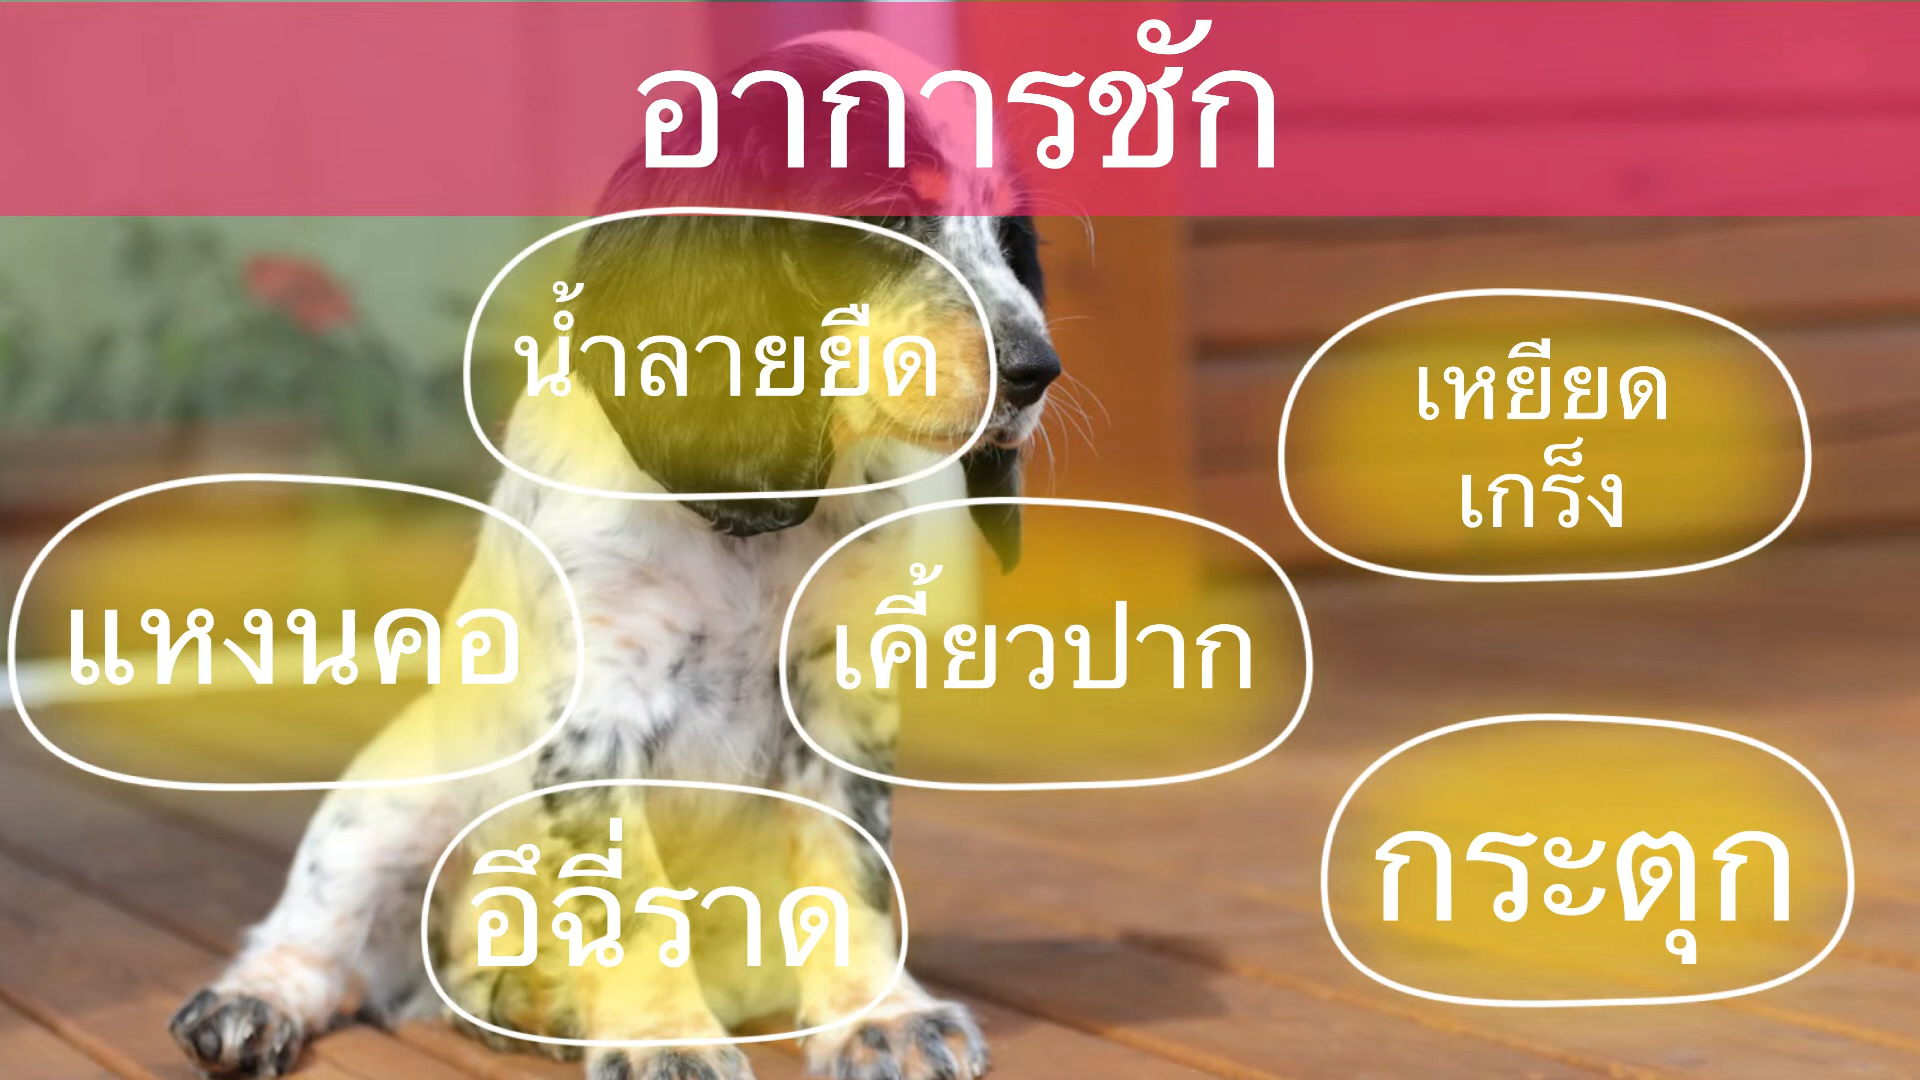 อาการชัก
น้ำลายยืด
เหยียด
เกร็ง
แหงนคอ
เคี้ยวปาก
อึฉี่ราด
กระตุก